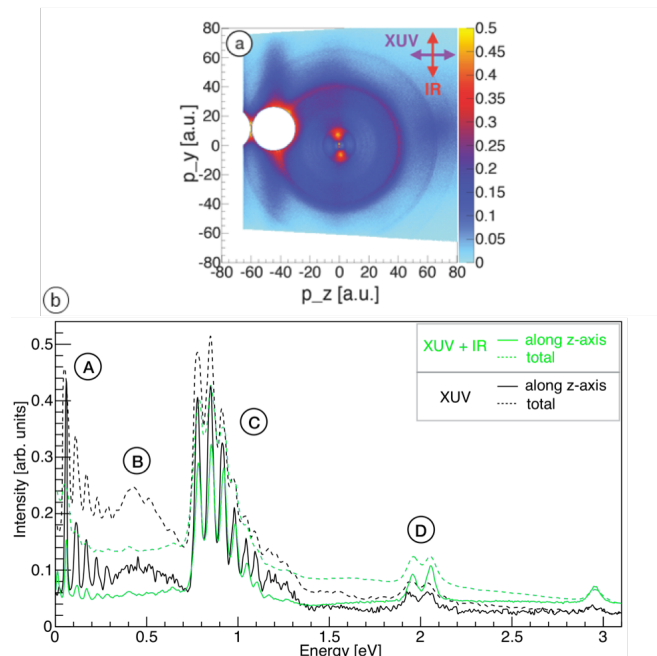 a
XUV
IR
80
60
40
20
0
-20
-40
-60
80
p_y [a.u.]
-80 -60 -40 -20 0 20 40 60 80
p_z [a.u.]
0.5
0.45
0.4
0.35
0.3
0.25
0.2
0.15
0.1
0.05
0
b
XUV + IR
along z-axis
total
XUV
along z-axis
total
A
B
C
D
0.5
0.4
0.3
0.2
0.1
0
Intensity [arb. units]
0 0.5 1 1.5 2 2.5 3
Energy [eV]